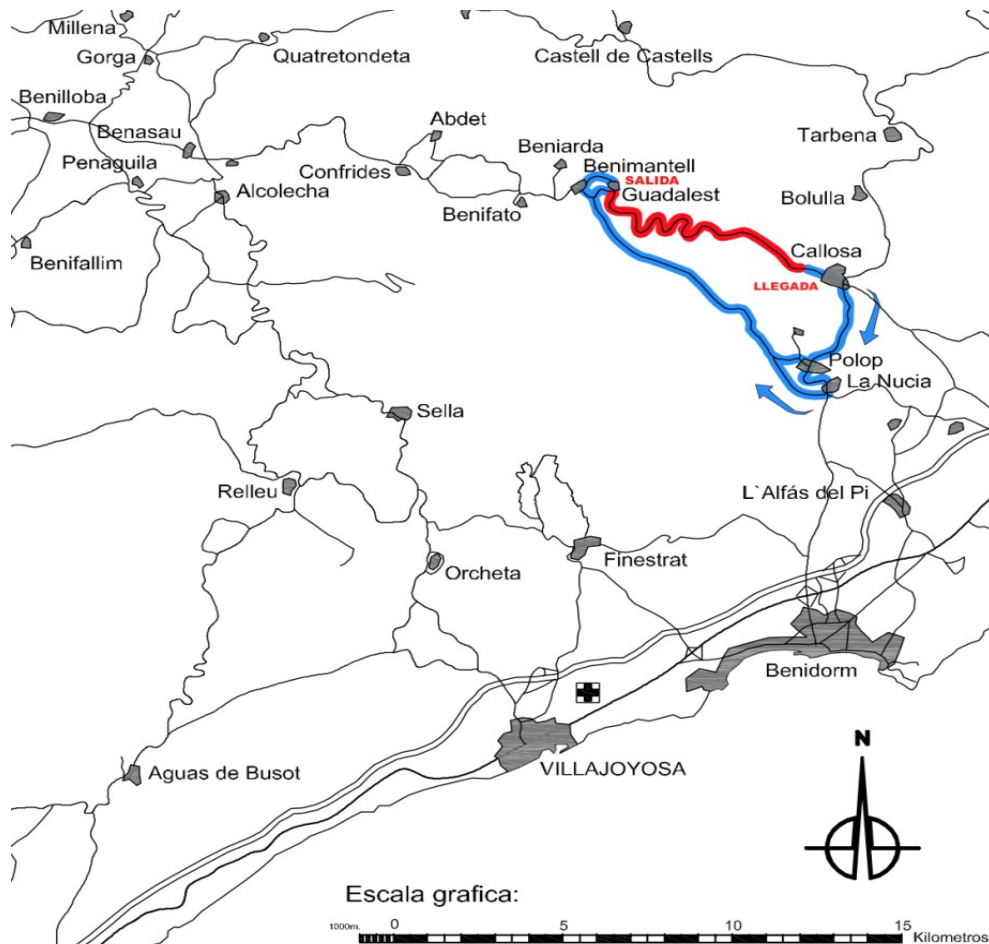 Millena
Gorga
Quatretondeta
Castell de Castells
Benilloba
Abdet
Benasau
Tarbena
Beniarda
Penaguila
Confrides
Benimantell
SALIDA
Alcolecha
Guadalest
Bolulla
Benifato
Callosa
Benifallim
LLEGADA
Polop
La Nucia
Sella
Relleu
L`Alfás del Pi
Finestrat
Orcheta
Benidorm
N
Aguas de Busot
VILLAJOYOSA
Escala grafica:
1000m. 0 5 10 15
Kilometros